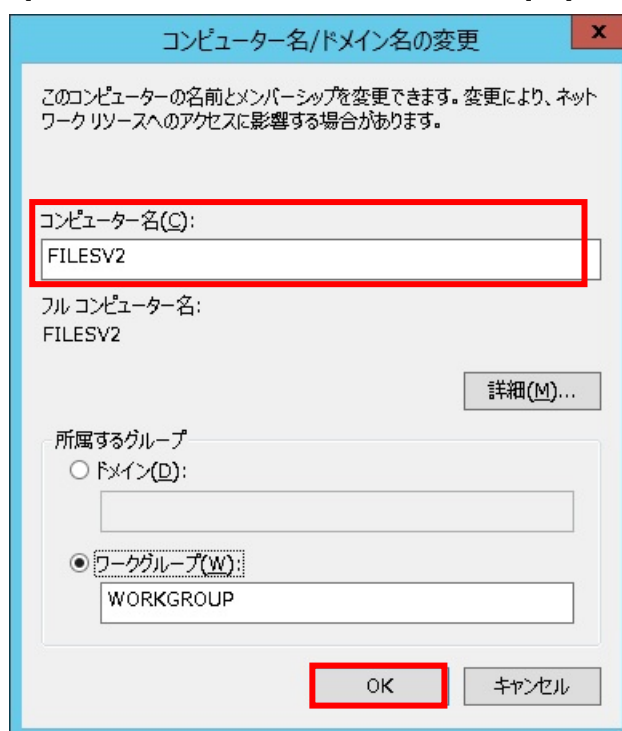 コンピューター名/ドメイン名の変更
x
このコンピューターの名前とメンバーシップを変更できます。変更により、ネット
ワーク リソースへのアクセスに影響する場合があります。
コンピューター名(C):
FILESV2
フル コンピューター名:
FILESV2
詳細(M)...
所属するグループ
ドメイン(D):
ワークグループ(W):
WORKGROUP
OK キャンセル